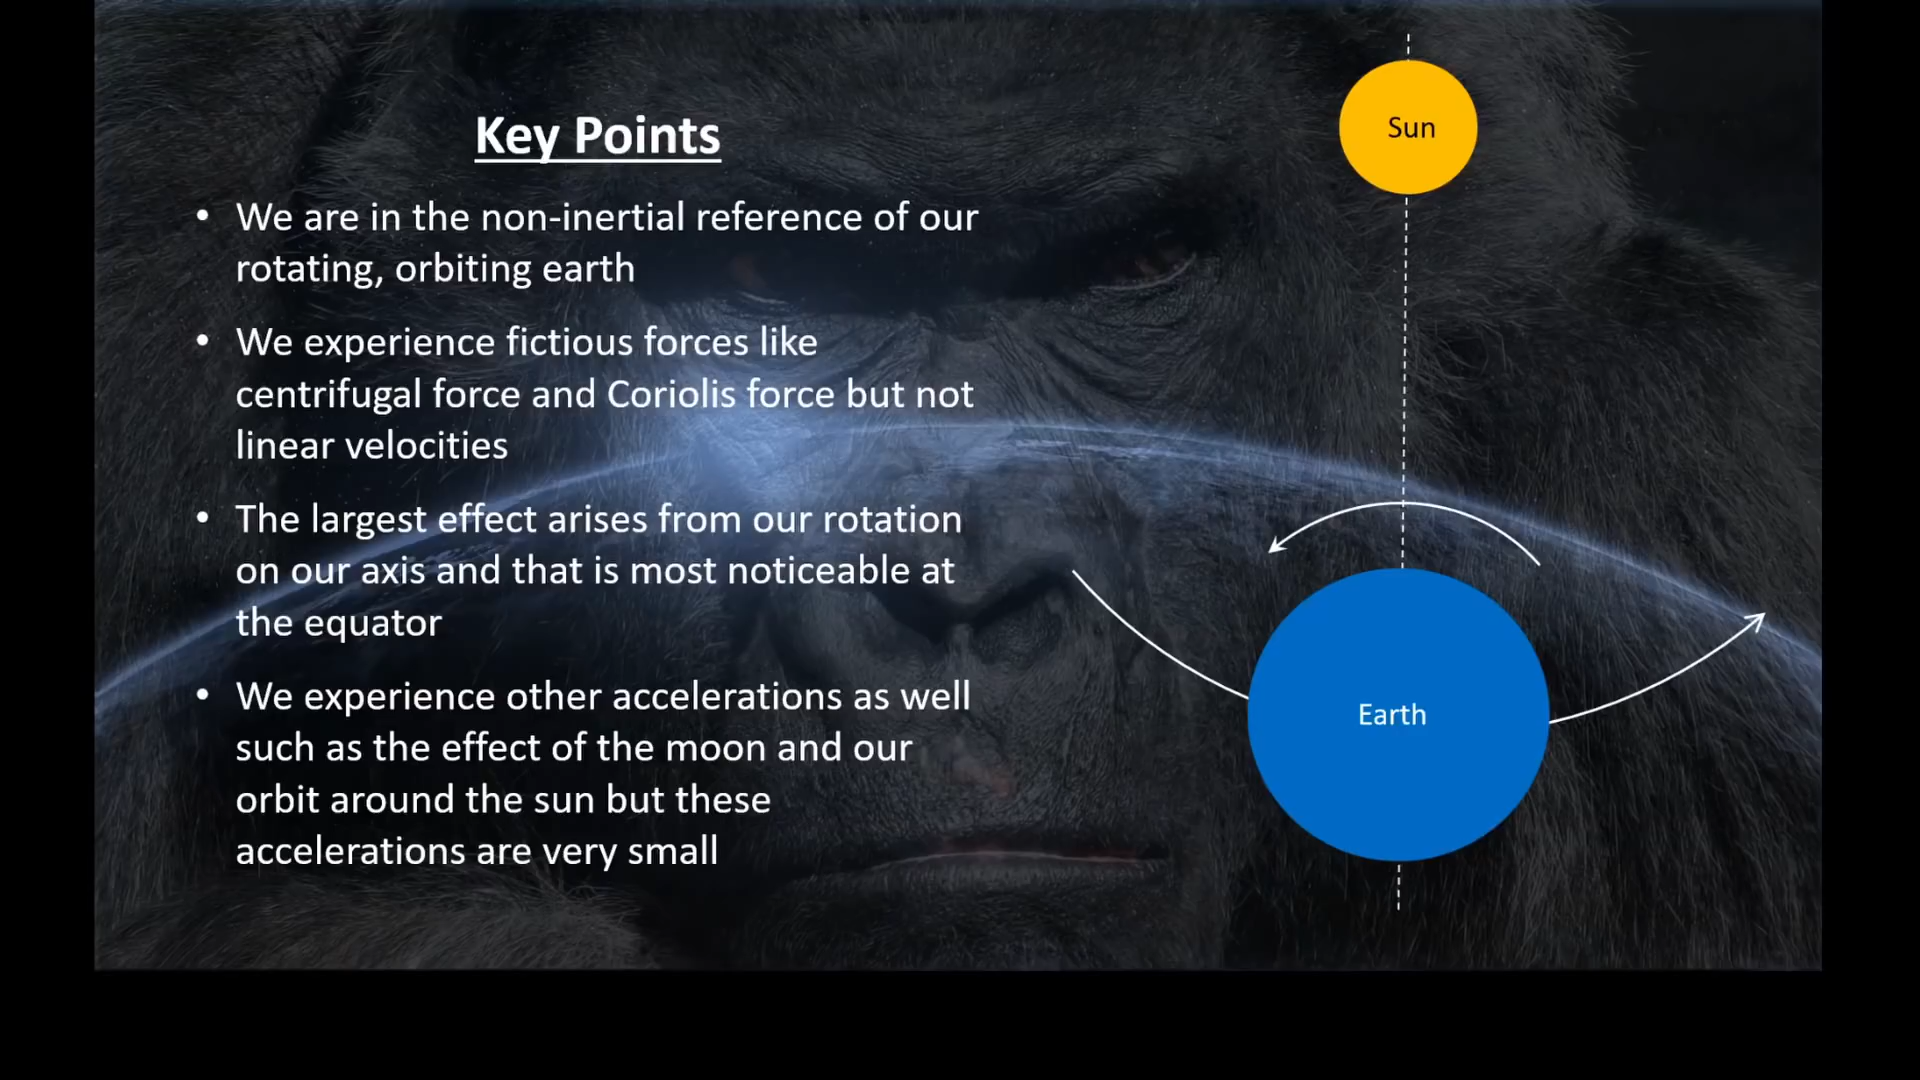 Key Points
• We are in the non-inertial reference of our
rotating, orbiting earth
• We experience fictious forces like
centrifugal force and Coriolis force but not
linear velocities
• The largest effect arises from our rotation
on our axis and that is most noticeable at
the equator
• We experience other accelerations as well
such as the effect of the moon and our
orbit around the sun but these
accelerations are very small
Sun
Earth